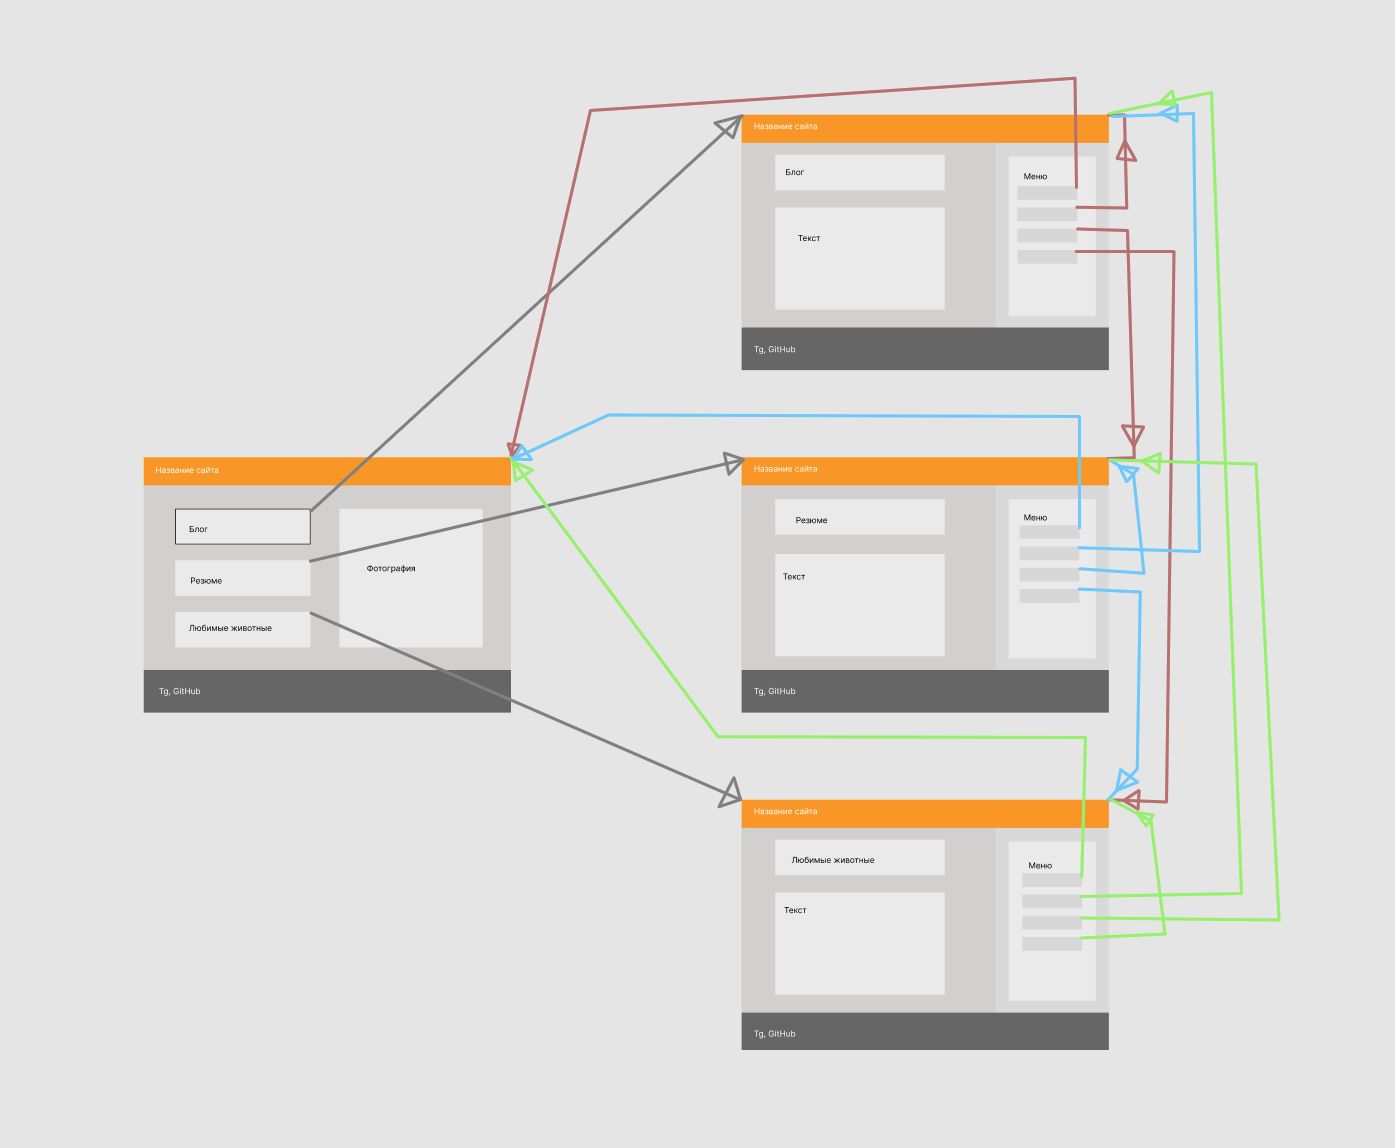 Название сайта
Блог
Меню
Текст
Tg, GitHub
Название сайта
Блог
Резюме
Любимые животные
Фотография
Tg, GitHub
Название сайта
Резюме
Меню
Текст
Tg, GitHub
Название сайта
Любимые животные
Меню
Текст
Tg, GitHub